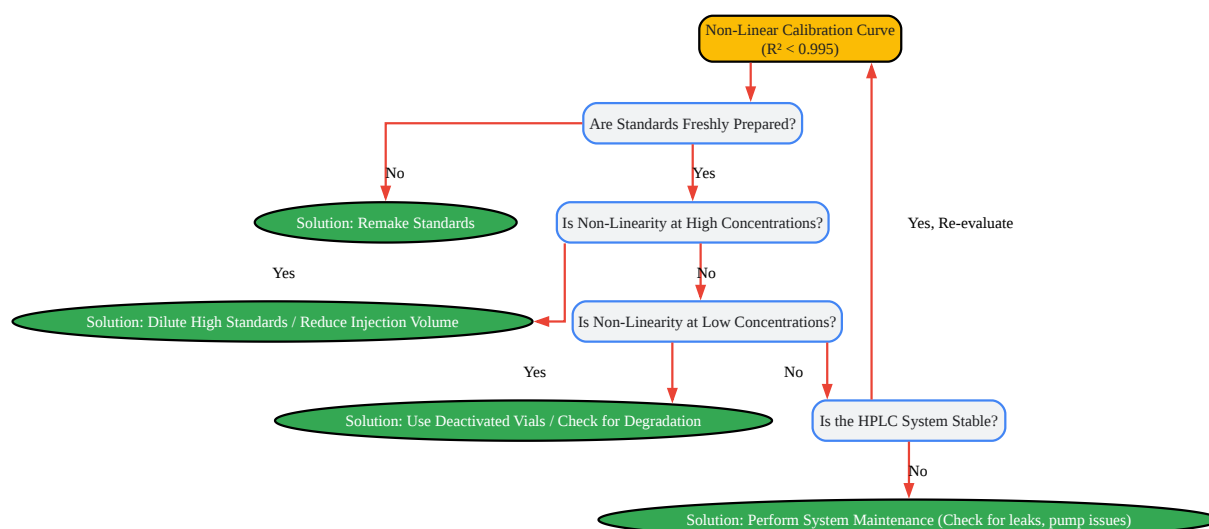 Non-Linear Calibration Curve
(R² < 0.995)
Are Standards Freshly Prepared?
No
Yes
Solution: Remake Standards
Is Non-Linearity at High Concentrations?
Yes, Re-evaluate
Yes
No
Solution: Dilute High Standards / Reduce Injection Volume
Is Non-Linearity at Low Concentrations?
Yes
No
Solution: Use Deactivated Vials / Check for Degradation
Is the HPLC System Stable?
No
Solution: Perform System Maintenance (Check for leaks, pump issues)